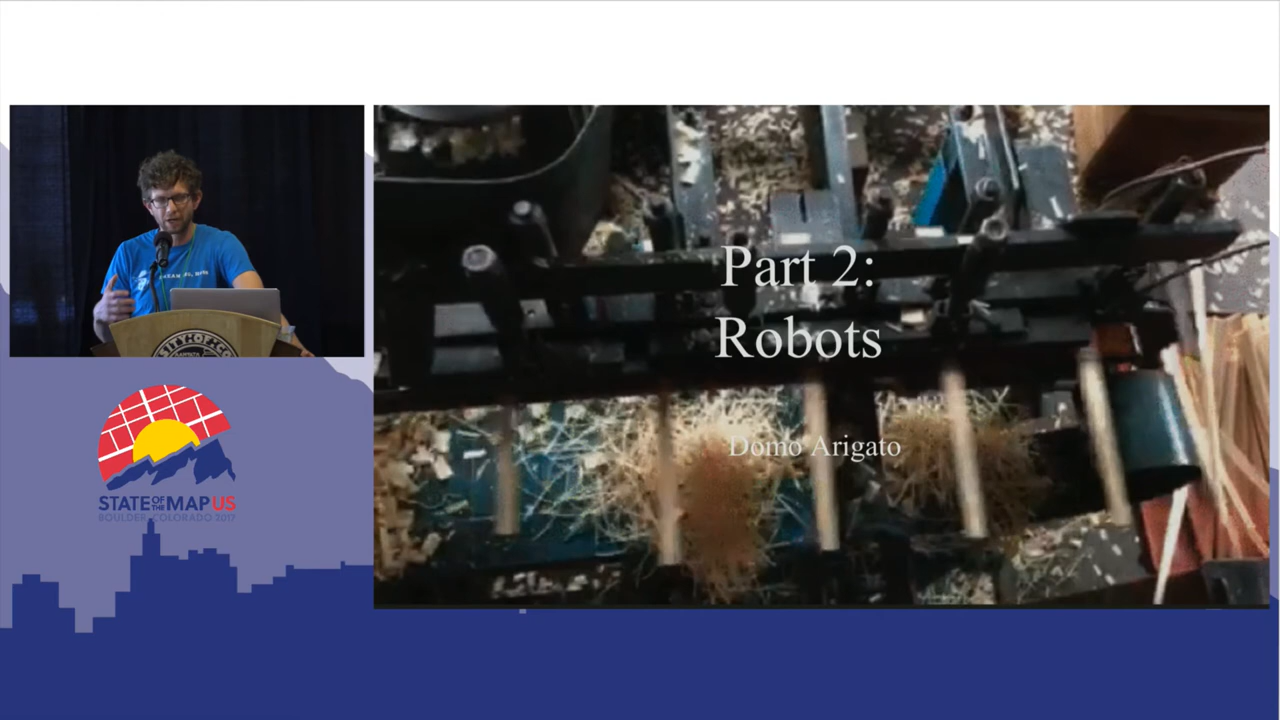 Part 2:
Robots
Domo Arigato
STATE OF THE MAP US
BOULDER, COLORADO 2017